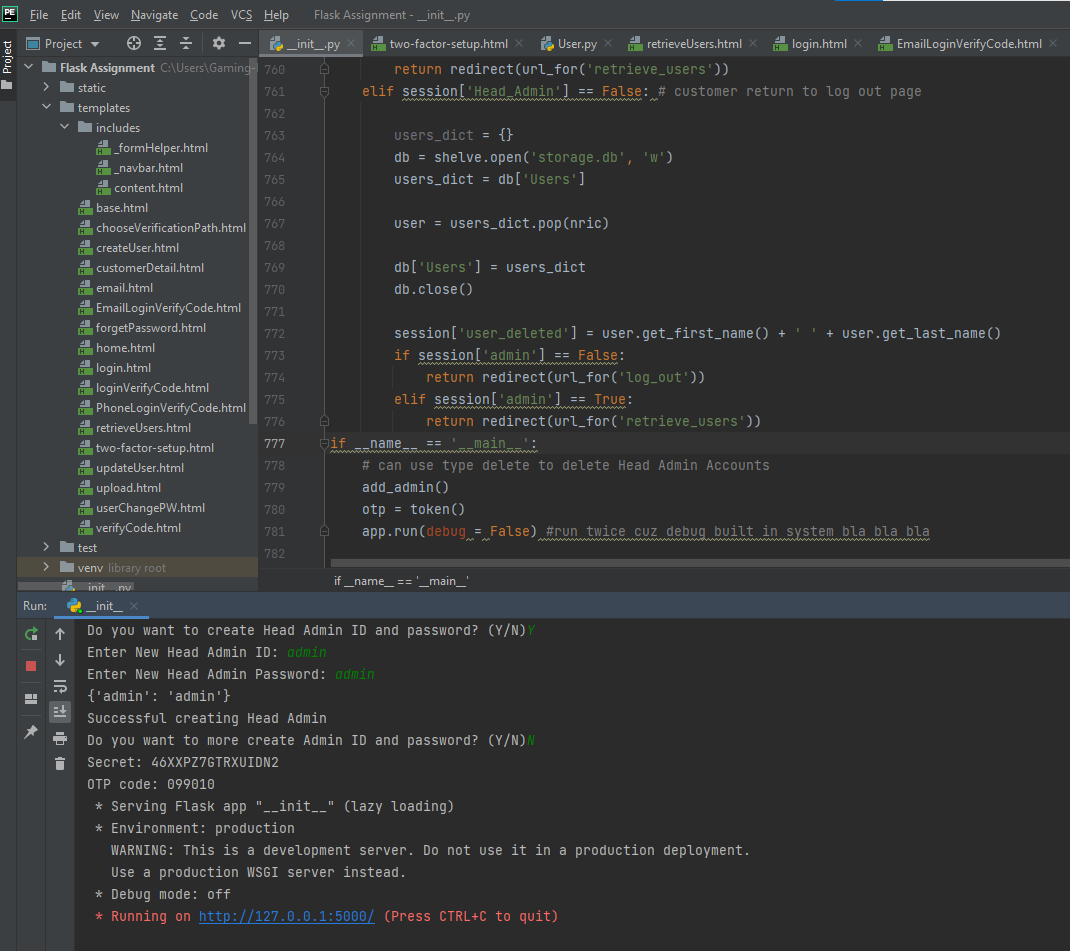 PE File Edit View Navigate Code VCS Help Flask Assignment - __init__.py
Project
Project
__init__.py two-factor-setup.html User.py retrieveUsers.html login.html EmailLoginVerifyCode.html
Flask Assignment C:\Users\Gaming-
static
templates
includes
_formHelper.html
_navbar.html
content.html
base.html
chooseVerificationPath.html
createUser.html
customerDetail.html
email.html
EmailLoginVerifyCode.html
forgetPassword.html
home.html
login.html
loginVerifyCode.html
PhoneLoginVerifyCode.html
retrieveUsers.html
two-factor-setup.html
updateUser.html
upload.html
userChangePW.html
verifyCode.html
test
venv library root
__init__.py
760 return redirect(url_for('retrieve_users'))
761 elif session['Head_Admin'] == False: # customer return to log out page
762
763 users_dict = {}
764 db = shelve.open('storage.db', 'w')
765 users_dict = db['Users']
766
767 user = users_dict.pop(nric)
768
769 db['Users'] = users_dict
770 db.close()
771
772 session['user_deleted'] = user.get_first_name() + ' ' + user.get_last_name()
773 if session['admin'] == False:
774 return redirect(url_for('log_out'))
775 elif session['admin'] == True:
776 return redirect(url_for('retrieve_users'))
777 if __name__ == '__main__':
778 # can use type delete to delete Head Admin Accounts
779 add_admin()
780 otp = token()
781 app.run(debug = False) #run twice cuz debug built in system bla bla bla
782
if __name__ == '__main__'
Run: __init__
Do you want to create Head Admin ID and password? (Y/N)Y
Enter New Head Admin ID: admin
Enter New Head Admin Password: admin
{'admin': 'admin'}
Successful creating Head Admin
Do you want to more create Admin ID and password? (Y/N)N
Secret: 46XXPZ7GTRXUIDN2
OTP code: 099010
* Serving Flask app "__init__" (lazy loading)
* Environment: production
WARNING: This is a development server. Do not use it in a production deployment.
Use a production WSGI server instead.
* Debug mode: off
* Running on http://127.0.0.1:5000/ (Press CTRL+C to quit)